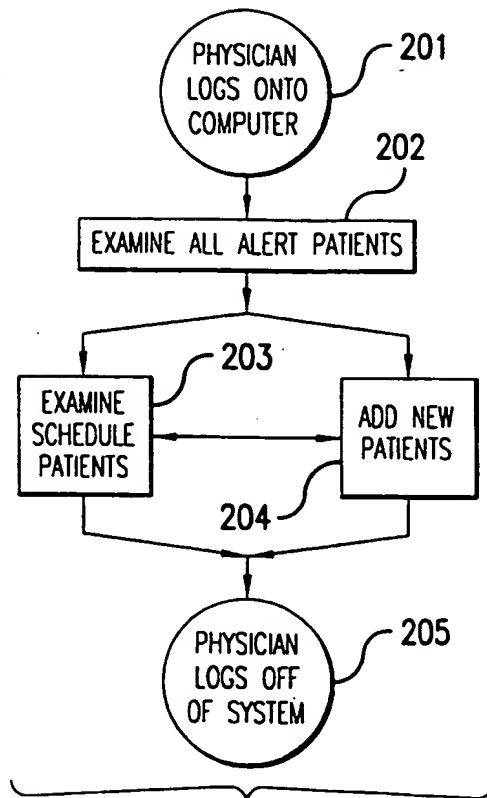 PHYSICIAN
LOGS ONTO
COMPUTER
201
202
EXAMINE ALL ALERT PATIENTS
203
EXAMINE
SCHEDULE
PATIENTS
ADD NEW
PATIENTS
204
PHYSICIAN
LOGS OFF
OF SYSTEM
205